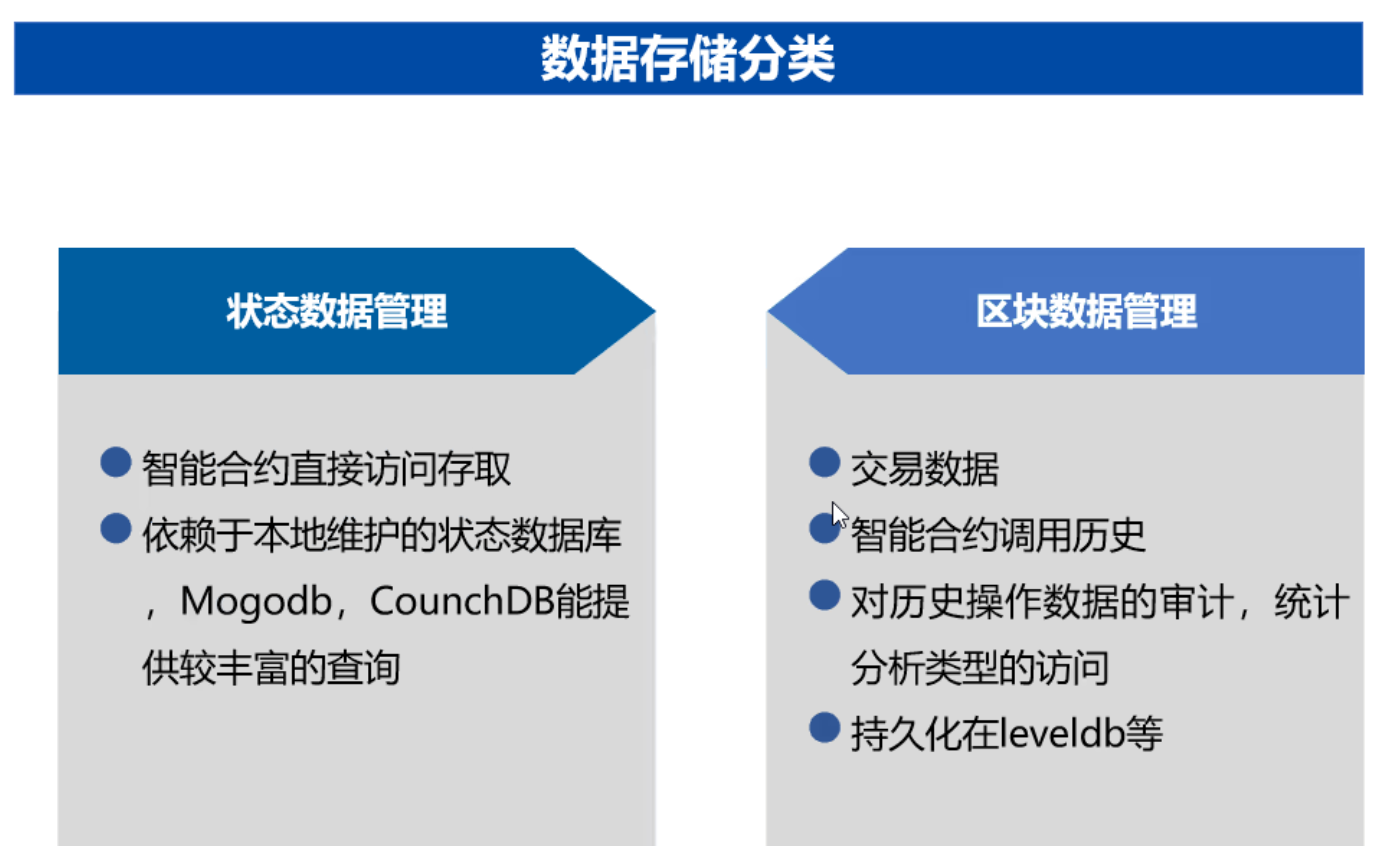 数据存储分类
状态数据管理
智能合约直接访问存取
依赖于本地维护的状态数据库
，Mogodb，CounchDB能提
供较丰富的查询
区块数据管理
交易数据
智能合约调用历史
对历史操作数据的审计，统计
分析类型的访问
持久化在leveldb等